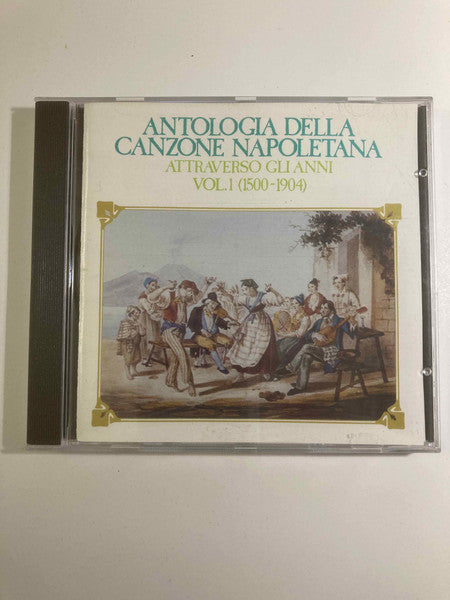 ANTOLOGIA DELLA
CANZONE NAPOLETANA
ATTRAVERSO GLI ANNI
VOL.1 (1500-1904)